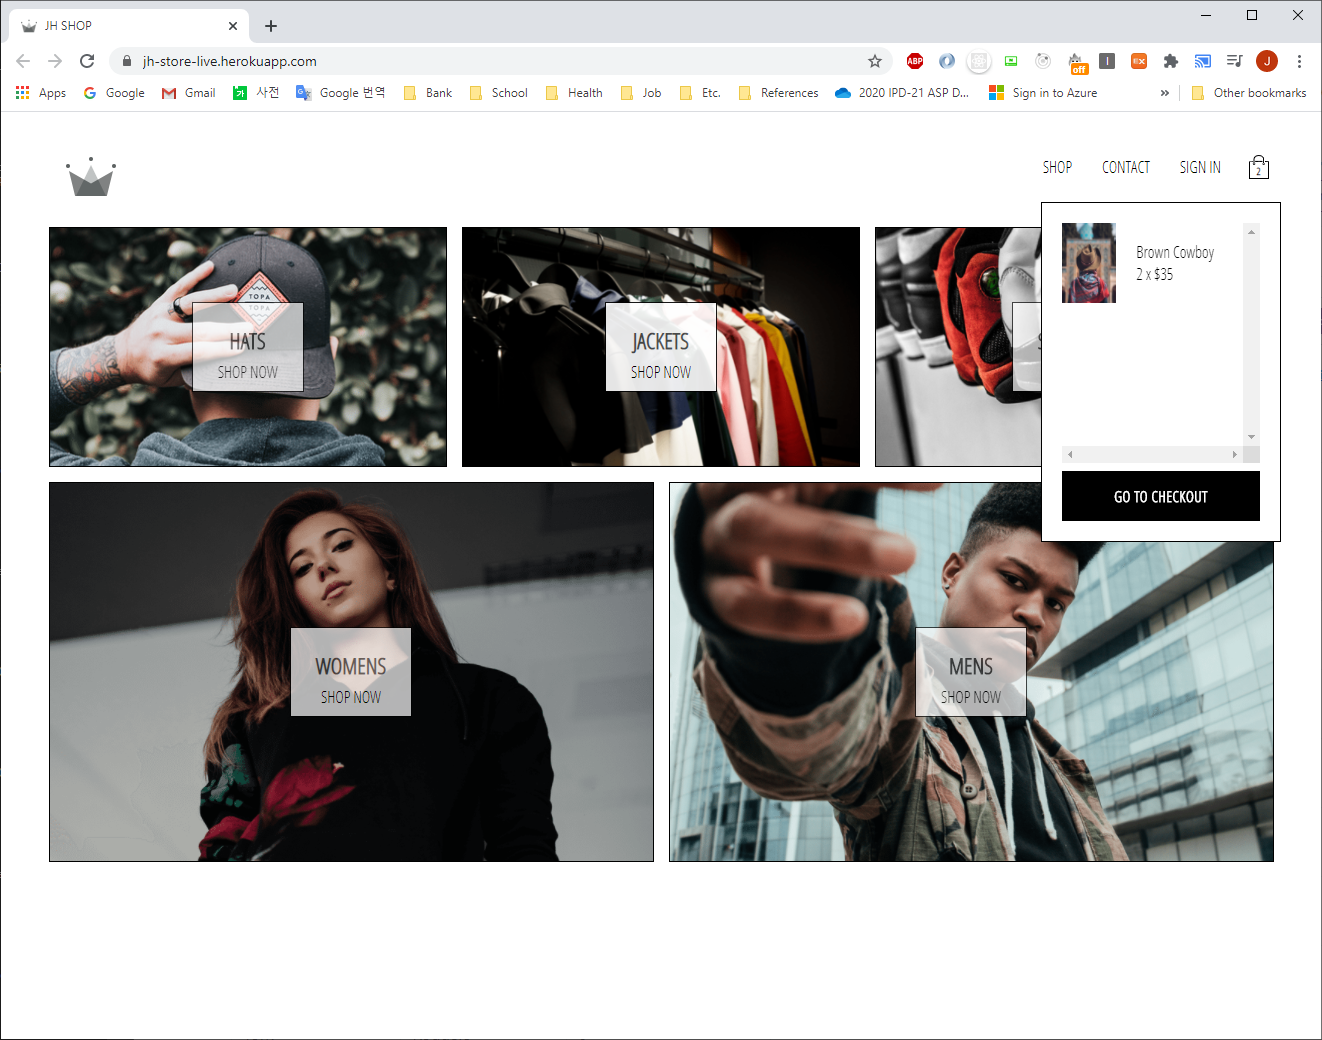 JH SHOP
jh-store-live.herokuapp.com
ABP
off
I
EX
J
Apps
Google
Gmail
사전
Google 번역
Bank
School
Health
Job
Etc.
References
2020 IPD-21 ASP D...
Sign in to Azure
»
Other bookmarks
SHOP
CONTACT
SIGN IN
2
Brown Cowboy
2 x $35
GO TO CHECKOUT
TOPA
TOPA
HATS
SHOP NOW
JACKETS
SHOP NOW
WOMENS
SHOP NOW
MENS
SHOP NOW